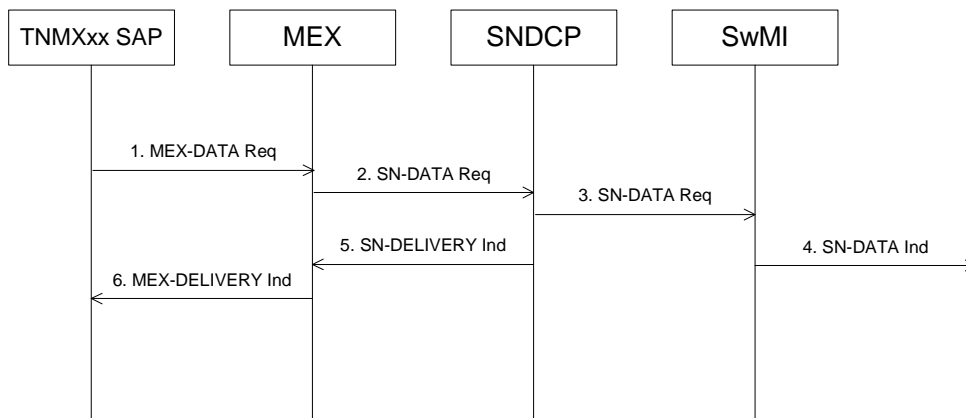 TNMXxx SAP
MEX
SNDCP
SwMI
1. MEX-DATA Req
2. SN-DATA Req
3. SN-DATA Req
5. SN-DELIVERY Ind
4. SN-DATA Ind
6. MEX-DELIVERY Ind